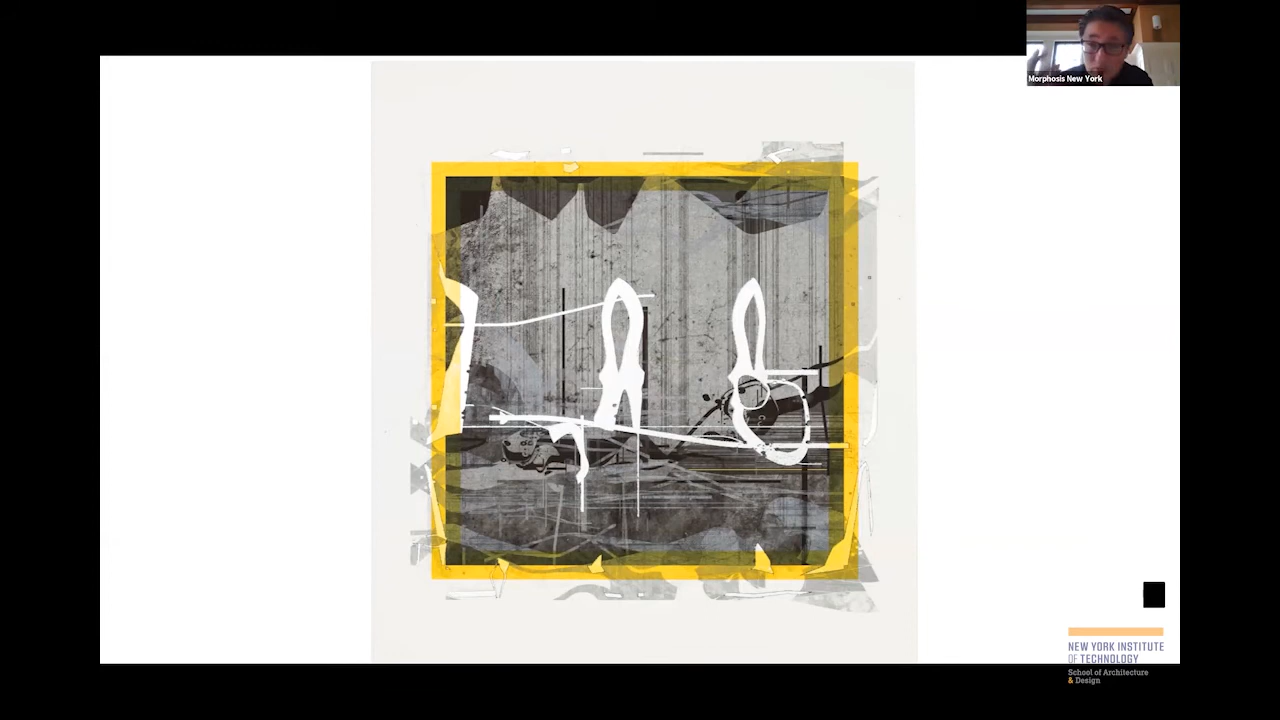 Morphosis New York
NEW YORK INSTITUTE
OF TECHNOLOGY
School of Architecture
& Design